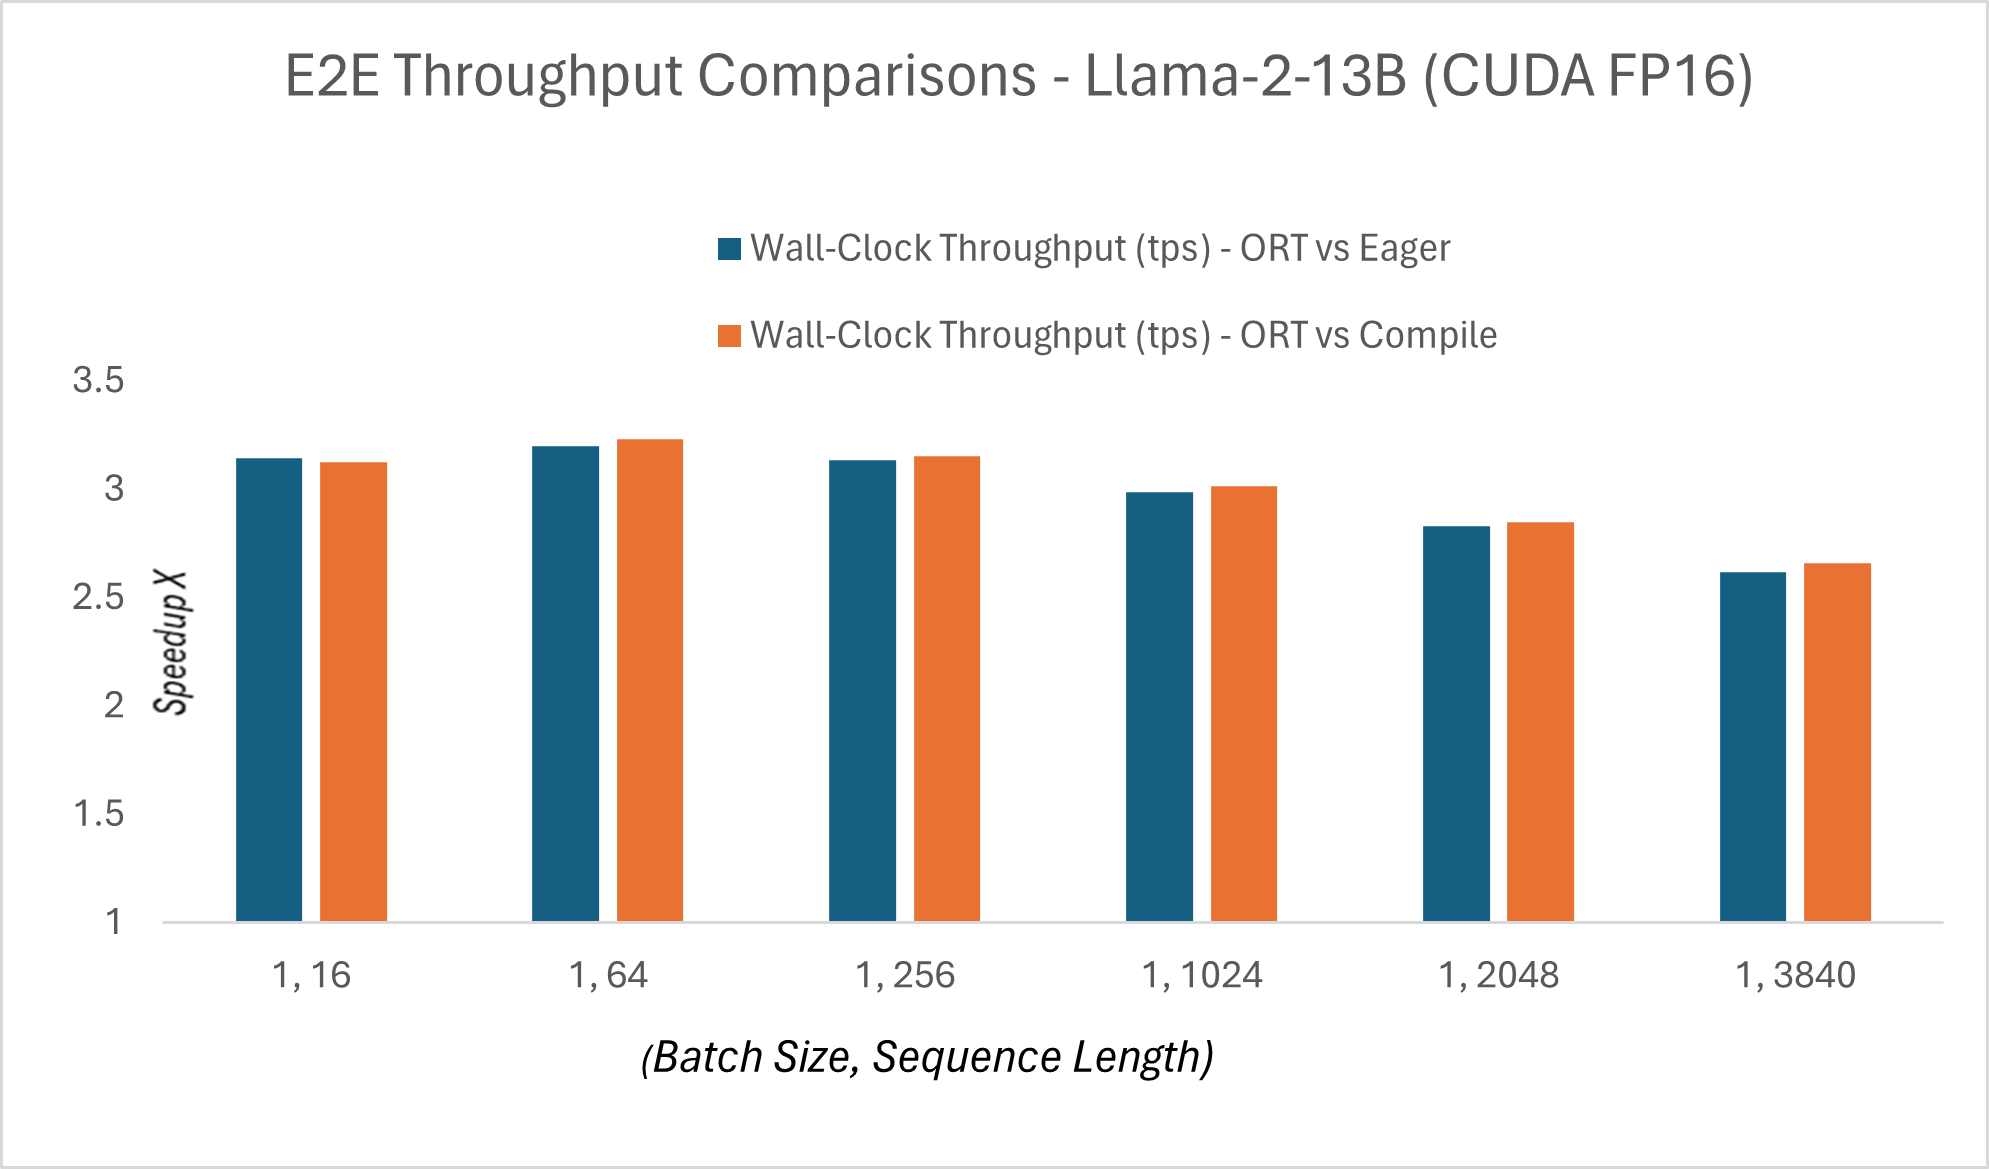 E2E Throughput Comparisons - Llama-2-13B (CUDA FP16)
Wall-Clock Throughput (tps) - ORT vs Eager
Wall-Clock Throughput (tps) - ORT vs Compile
3.5
3
2.5
2
1.5
1
Speedup X
1, 16
1, 64
1, 256
1, 1024
1, 2048
1, 3840
(Batch Size, Sequence Length)